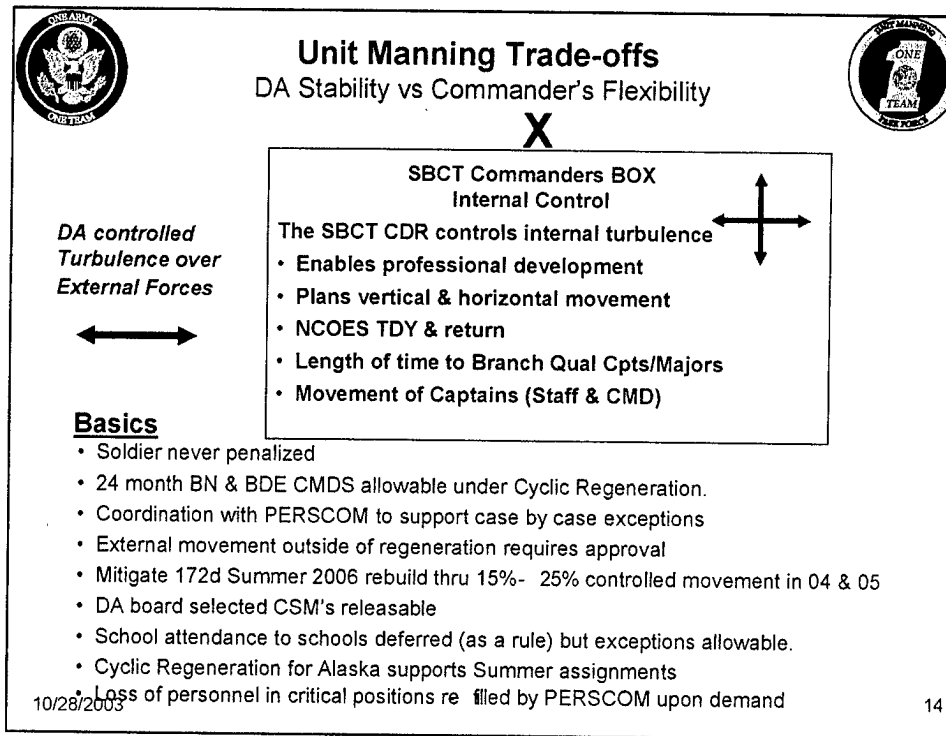 ONE ARMY
ONE TEAM
Unit Manning Trade-offs
DA Stability vs Commander's Flexibility
UNIT MANNING
ONE
1
TEAM
TASK FORCE
X
SBCT Commanders BOX
Internal Control
The SBCT CDR controls internal turbulence
• Enables professional development
• Plans vertical & horizontal movement
• NCOES TDY & return
• Length of time to Branch Qual Cpts/Majors
• Movement of Captains (Staff & CMD)
DA controlled
Turbulence over
External Forces
Basics
• Soldier never penalized
• 24 month BN & BDE CMDS allowable under Cyclic Regeneration.
• Coordination with PERSCOM to support case by case exceptions
• External movement outside of regeneration requires approval
• Mitigate 172d Summer 2006 rebuild thru 15%- 25% controlled movement in 04 & 05
• DA board selected CSM's releasable
• School attendance to schools deferred (as a rule) but exceptions allowable.
• Cyclic Regeneration for Alaska supports Summer assignments
• Loss of personnel in critical positions re filled by PERSCOM upon demand
10/28/2003
14